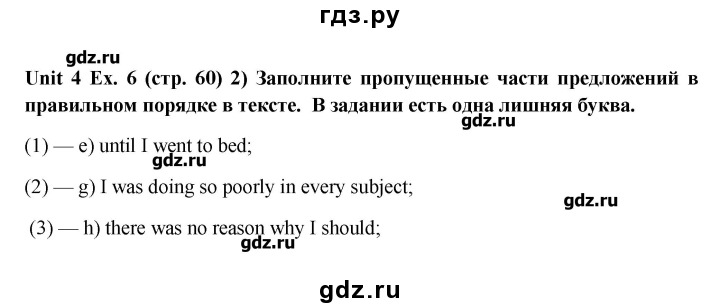 гдз.ру
gdz.ru
Unit 4 Ex. 6 (стр. 60) 2) Заполните пропущенные части предложений в
правильном порядке в тексте. В задании есть одна лишняя буква.
gdz.ru
(1) — e) until I went to bed;
gdz.ru
(2) — g) I was doing so poorly in every subject;
gdz.ru
(3) — h) there was no reason why I should;
gdz.ru
gdz.ru